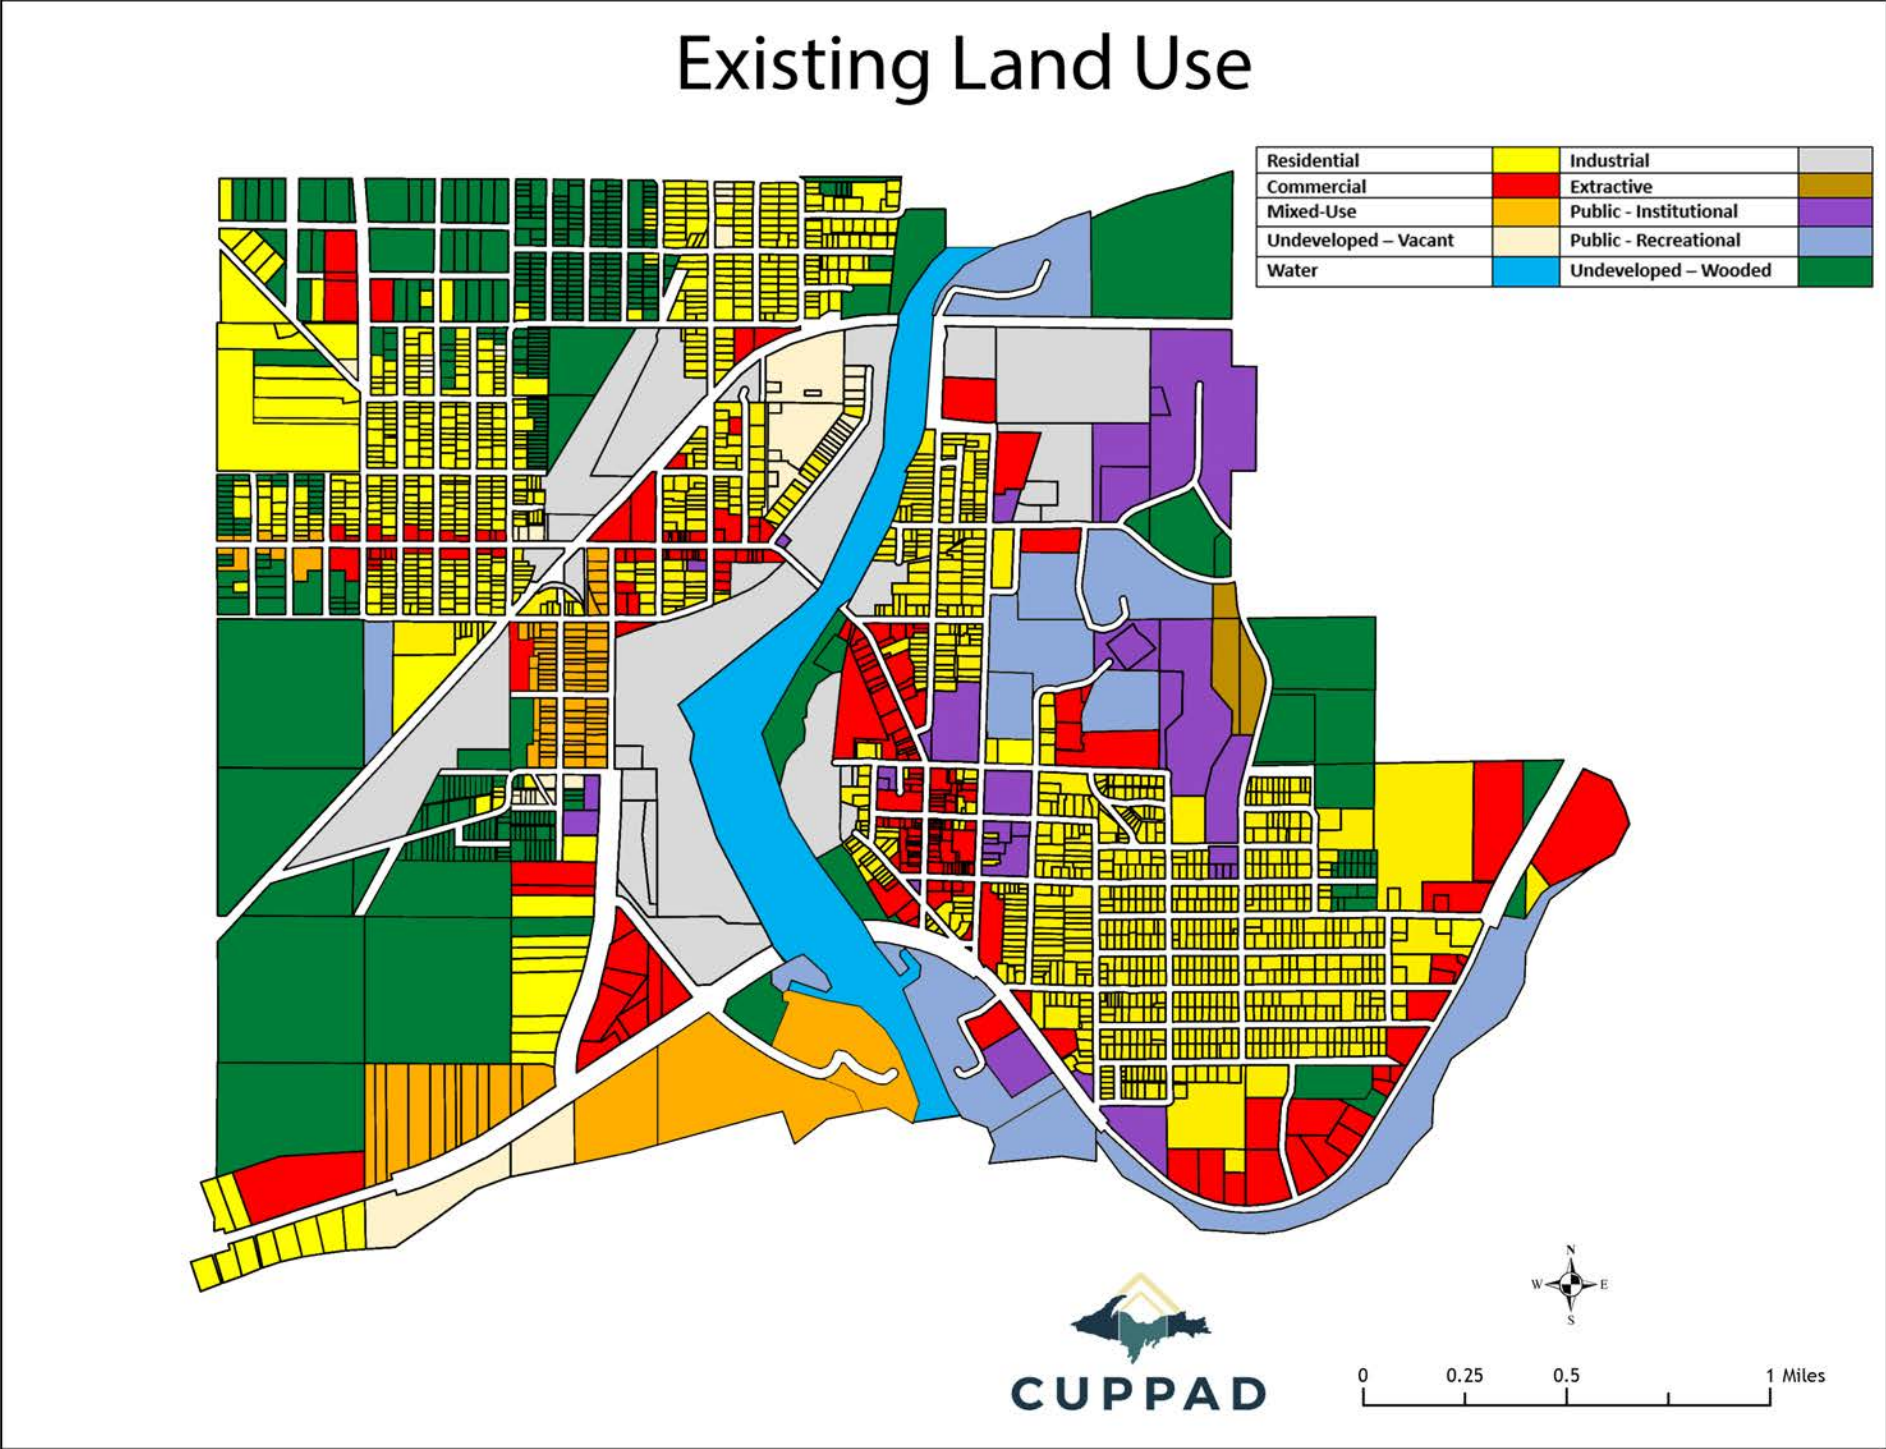 Existing Land Use
Residential Industrial
Commercial Extractive
Mixed-Use Public - Institutional
Undeveloped – Vacant Public - Recreational
Water Undeveloped – Wooded
N
W E
S
CUPPAD
0 0.25 0.5 1 Miles